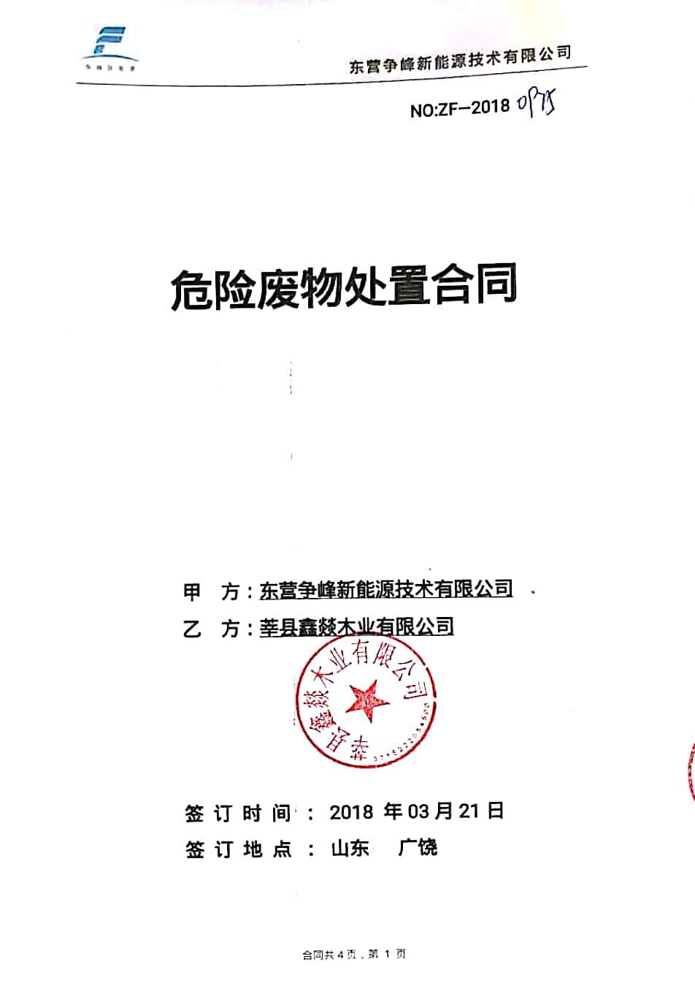 东营争峰新能源技术有限公司
NO:ZF—2018
危险废物处置合同
甲 方：东营争峰新能源技术有限公司
乙 方：莘县鑫燚木业有限公司
莘县鑫燚木业有限公司
签订时间：2018 年 03 月 21 日
签订地点：山东 广饶
合同共 4 页，第 1 页